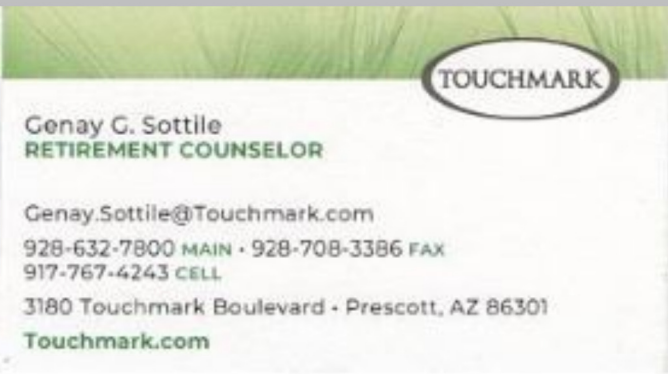 TOUCHMARK
Genay G. Sottile
RETIREMENT COUNSELOR
Genay.Sottile@Touchmark.com
928-632-7800 MAIN • 928-708-3386 FAX
917-767-4243 CELL
3180 Touchmark Boulevard • Prescott, AZ 86301
Touchmark.com